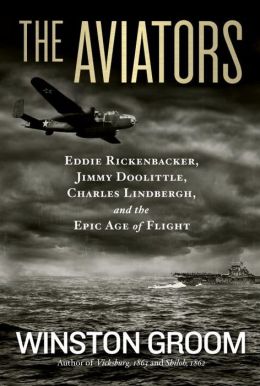 THE AVIATORS
EDDIE RICKENBACKER,
JIMMY DOOLITTLE,
CHARLES LINDBERGH,
and the
EPIC AGE of FLIGHT
WINSTON GROOM
Author of Vicksburg, 1863 and Shiloh, 1862